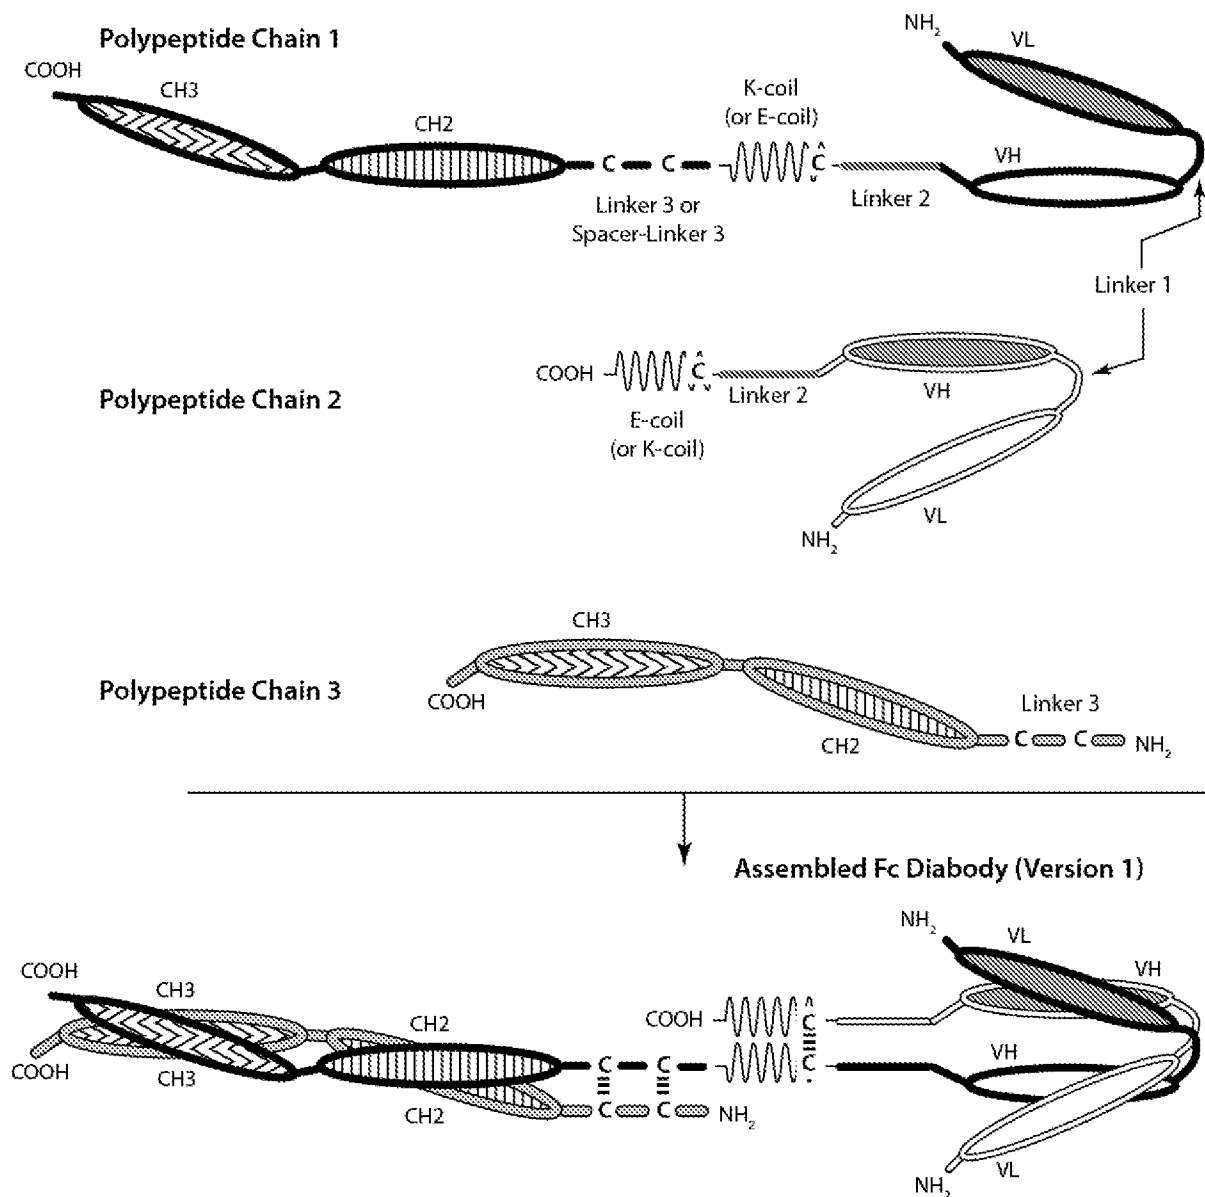 Polypeptide Chain 1
NH2
VL
COOH
CH3
CH2
K-coil
(or E-coil)
C C C
VH
Linker 3 or
Spacer-Linker 3
Linker 2
Linker 1
Polypeptide Chain 2
COOH
C
Linker 2
VH
E-coil
(or K-coil)
VL
NH2
Polypeptide Chain 3
CH3
COOH
CH2
Linker 3
C C NH2
Assembled Fc Diabody (Version 1)
NH2
VL
VH
COOH
CH3
CH2
COOH
C
VH
C C C
COOH
CH3
CH2
C C NH2
VL
NH2